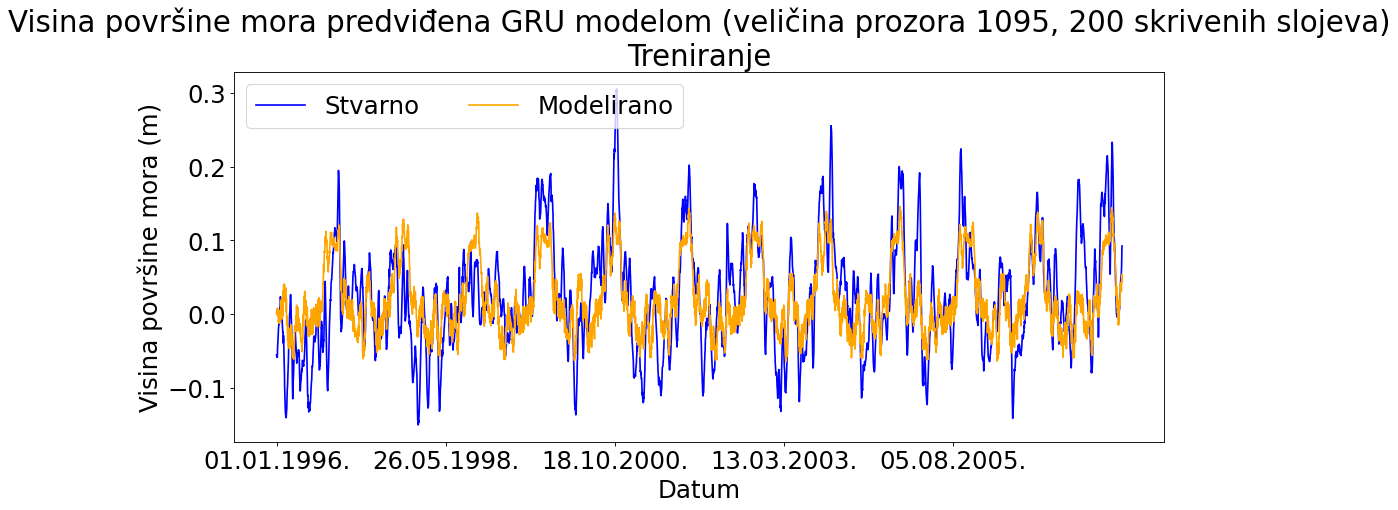 Visina površine mora predviđena GRU modelom (veličina prozora 1095, 200 skrivenih slojeva)
Treniranje
Stvarno
Modelirano
Visina površine mora (m)
0.3
0.2
0.1
0.0
−0.1
01.01.1996.
26.05.1998.
18.10.2000.
13.03.2003.
05.08.2005.
Datum